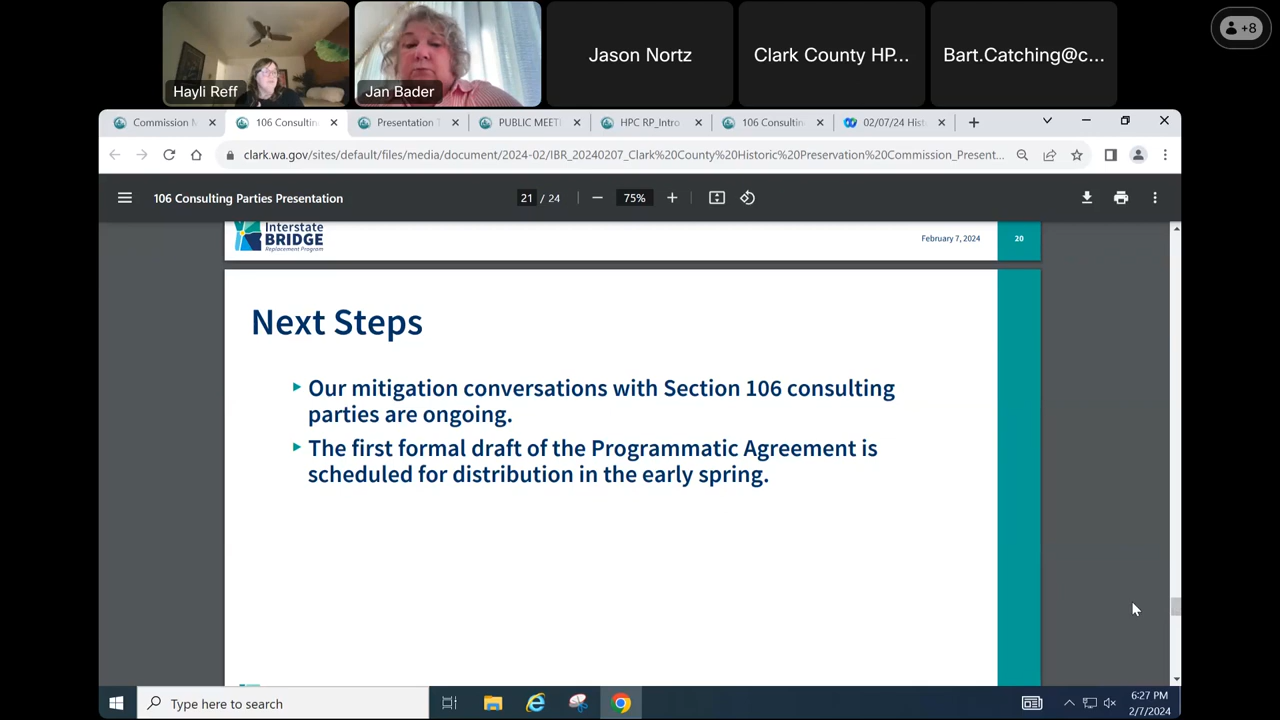 Hayli Reff
Jan Bader
Jason Nortz
Clark County HP...
Bart.Catching@c...
+8
Commission
106 Consultin
Presentation
PUBLIC MEET
HPC RP_Intro
106 Consultin
02/07/24 Hist
clark.wa.gov/sites/default/files/media/document/2024-02/IBR_20240207_Clark%20County%20Historic%20Preservation%20Commission_Present...
106 Consulting Parties Presentation
21 / 24
75%
Interstate
BRIDGE
Replacement Program
February 7, 2024
20
Next Steps
Our mitigation conversations with Section 106 consulting
parties are ongoing.
The first formal draft of the Programmatic Agreement is
scheduled for distribution in the early spring.
Type here to search
6:27 PM
2/7/2024